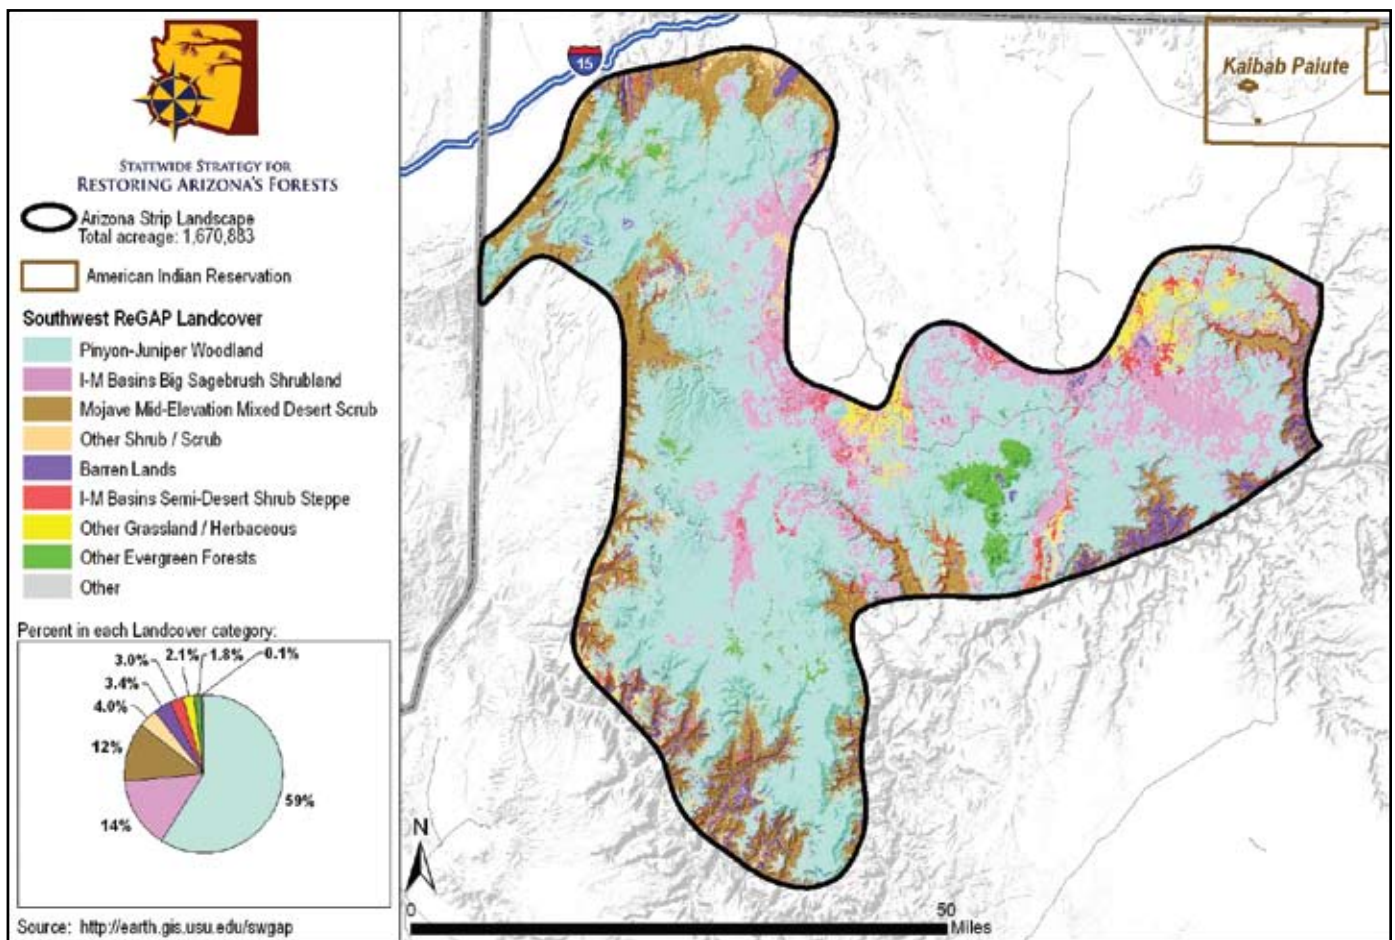 STATEWIDE STRATEGY FOR
RESTORING ARIZONA'S FORESTS
Arizona Strip Landscape
Total acreage: 1,670,883
American Indian Reservation
Southwest ReGAP Landcover
Pinyon-Juniper Woodland
I-M Basins Big Sagebrush Shrubland
Mojave Mid-Elevation Mixed Desert Scrub
Other Shrub / Scrub
Barren Lands
I-M Basins Semi-Desert Shrub Steppe
Other Grassland / Herbaceous
Other Evergreen Forests
Other
Percent in each Landcover category:
59%
14%
12%
4.0%
3.4%
3.0%
2.1%
1.8%
0.1%
Source: http://earth.gis.usu.edu/swgap
15
Kaibab Paiute
N
0
50
Miles